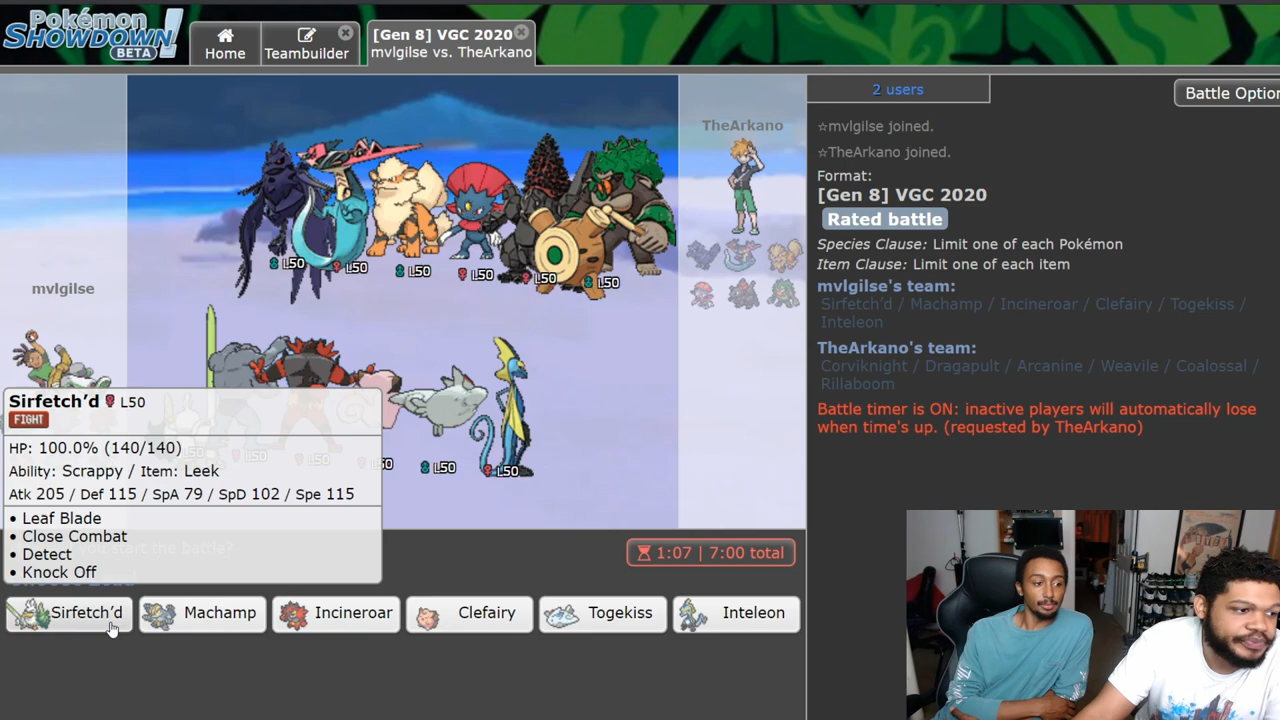 Pokémon
SHOWDOWN!
BETA
Home
Teambuilder
[Gen 8] VGC 2020
mvlgilse vs. TheArkano
2 users
Battle Option
TheArkano
☆mvlgilse joined.
☆TheArkano joined.
Format:
[Gen 8] VGC 2020
Rated battle
Species Clause: Limit one of each Pokémon
Item Clause: Limit one of each item
mvlgilse's team:
Sirfetch'd / Machamp / Incineroar / Clefairy / Togekiss /
Inteleon
TheArkano's team:
Corviknight / Dragapult / Arcanine / Weavile / Coalossal /
Rillaboom
Battle timer is ON: inactive players will automatically lose
when time's up. (requested by TheArkano)
L50
L50
L50
L50
L50
L50
mvlgilse
L50
L50
L50
L50
L50
Sirfetch'd L50
FIGHT
HP: 100.0% (140/140)
Ability: Scrappy / Item: Leek
Atk 205 / Def 115 / SpA 79 / SpD 102 / Spe 115
• Leaf Blade
• Close Combat
• Detect
• Knock Off
1:07 | 7:00 total
Sirfetch'd
Machamp
Incineroar
Clefairy
Togekiss
Inteleon